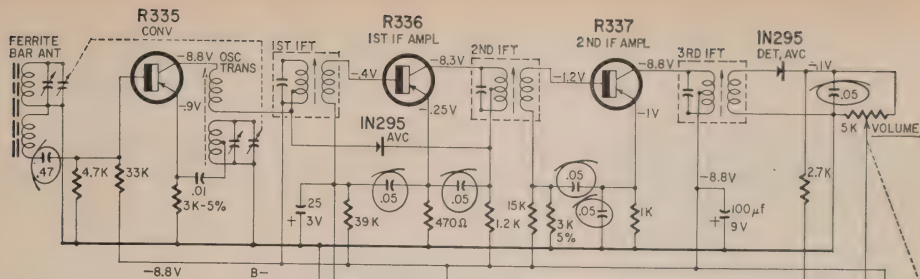 R335
CONV
R336
1ST IF AMPL
R337
2ND IF AMPL
IN295
DET, AVC
FERRITE
BAR ANT
-8.8V
OSC
TRANS
1ST IFT
-8.3V
2ND IFT
-8.8V
3RD IFT
-.1V
-.4V
-1.2V
.05
-.9V
.25V
-1V
5K
VOLUME
IN295
AVC
.47
4.7K
33K
.01
3K-5%
25
+
3V
39K
.05
470Ω
.05
1.2K
15K
.05
3K
5%
.05
1K
-8.8V
100µf
+
9V
2.7K
-8.8V
B-